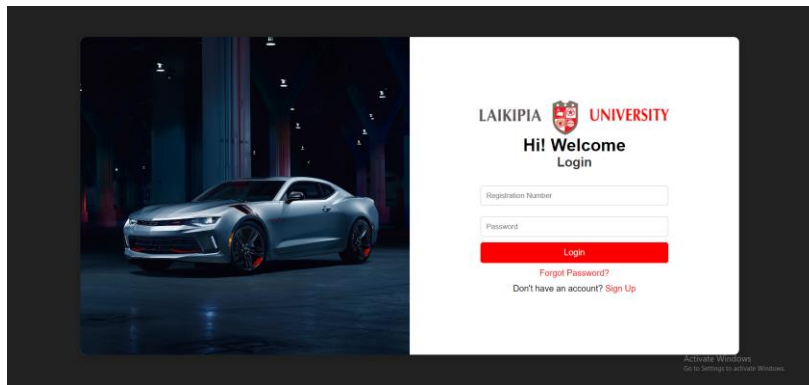 LAIKIPIA UNIVERSITY
Hi! Welcome
Login
Registration Number
Password
Login
Forgot Password?
Don't have an account? Sign Up
Activate Windows
Go to Settings to activate Windows.